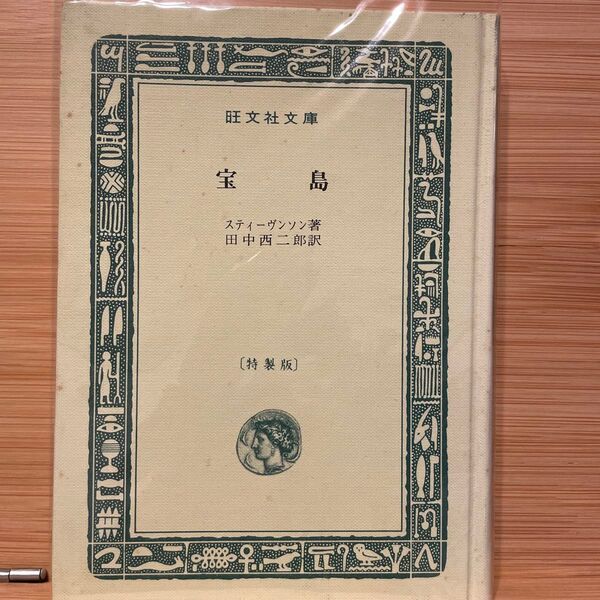 旺文社文庫
宝島
スティーヴンソン著
田中西二郎訳
〔特製版〕